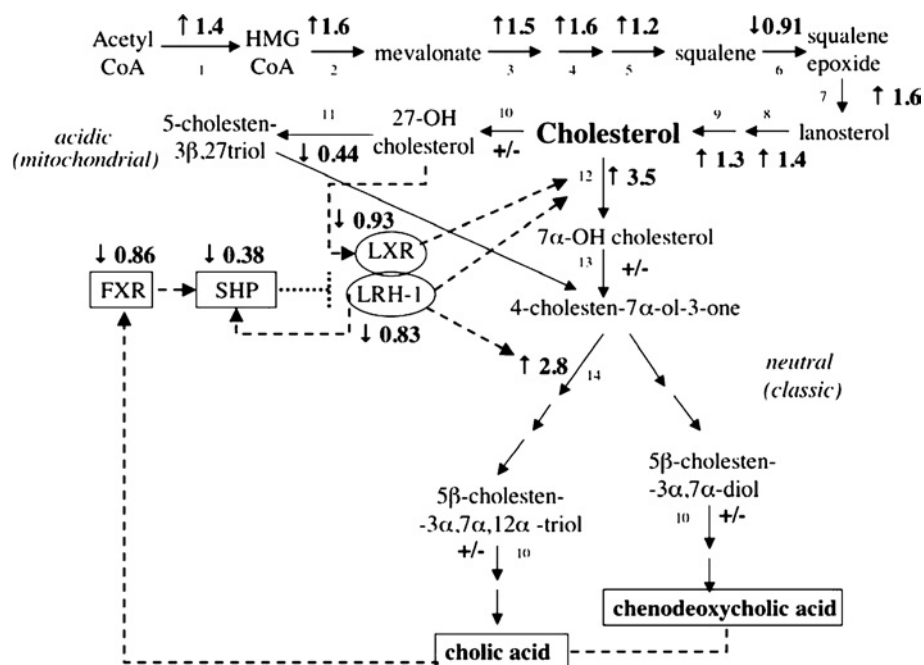 ↑ 1.4 ↑ 1.6 ↑ 1.5 ↑ 1.6 ↑ 1.2 ↓ 0.91
Acetyl CoA
1
HMG CoA
2
mevalonate
3
4
5
squalene
6
squalene epoxide
7
↑ 1.6
acidic (mitochondrial)
5-cholesten-
3β,27triol
11
↓ 0.44
27-OH
cholesterol
10
+/-
Cholesterol
9
8
lanosterol
↑ 1.3 ↑ 1.4
12
↑ 3.5
↓ 0.93
LXR
7α-OH cholesterol
13
+/-
↓ 0.86
↓ 0.38
FXR
SHP
LRH-1
↓ 0.83
4-cholesten-7α-ol-3-one
↑ 2.8
14
neutral
(classic)
5β-cholesten-
-3α,7α-diol
10
+/-
5β-cholesten-
-3α,7α,12α -triol
+/-
10
chenodeoxycholic acid
cholic acid